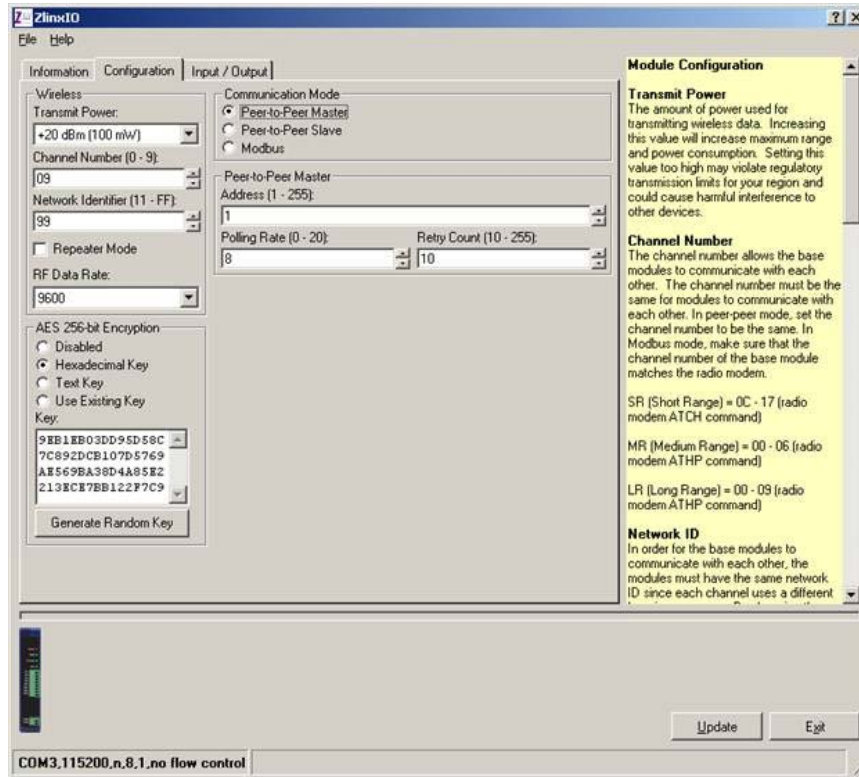 ZlinxIO
File Help
Information Configuration Input / Output
Wireless
Transmit Power:
+20 dBm (100 mW)
Channel Number (0 - 9):
09
Network Identifier (11 - FF):
99
Repeater Mode
RF Data Rate:
9600
AES 256-bit Encryption
Disabled
Hexadecimal Key
Text Key
Use Existing Key
Key:
9EB1EB03DD95D58C
7C892DCB107D5769
AE569BA38D4A85E2
213ECE7BB122F7C9
Generate Random Key
Communication Mode
Peer-to-Peer Master
Peer-to-Peer Slave
Modbus
Peer-to-Peer Master
Address (1 - 255):
1
Polling Rate (0 - 20): Retry Count (10 - 255):
8 10
Module Configuration
Transmit Power
The amount of power used for
transmitting wireless data. Increasing
this value will increase maximum range
and power consumption. Setting this
value too high may violate regulatory
transmission limits for your region and
could cause harmful interference to
other devices.
Channel Number
The channel number allows the base
modules to communicate with each
other. The channel number must be the
same for modules to communicate with
each other. In peer-peer mode, set the
channel number to be the same. In
Modbus mode, make sure that the
channel number of the base module
matches the radio modem.
SR (Short Range) = 0C - 17 (radio
modem ATCH command)
MR (Medium Range) = 00 - 06 (radio
modem ATHP command)
LR (Long Range) = 00 - 09 (radio
modem ATHP command)
Network ID
In order for the base modules to
communicate with each other, the
modules must have the same network
ID since each channel uses a different
Update Exit
COM3,115200,n,8,1,no flow control